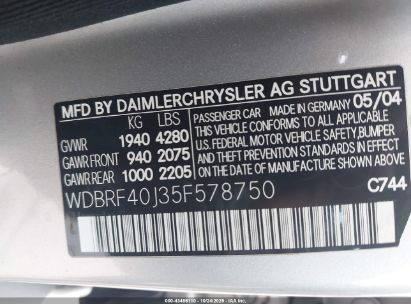 MFD BY DAIMLERCHRYSLER AG STUTTGART
KG LBS
GVWR 1940 4280
GAWR FRONT 940 2075
GAWR REAR 1000 2205
PASSENGER CAR MADE IN GERMANY 05/04
THIS VEHICLE CONFORMS TO ALL APPLICABLE
U.S. FEDERAL MOTOR VEHICLE SAFETY, BUMPER
AND THEFT PREVENTION STANDARDS IN EFFECT
ON THE DATE OF MANUFACTURE SHOWN ABOVE
WDBRF40J35F578750
C744